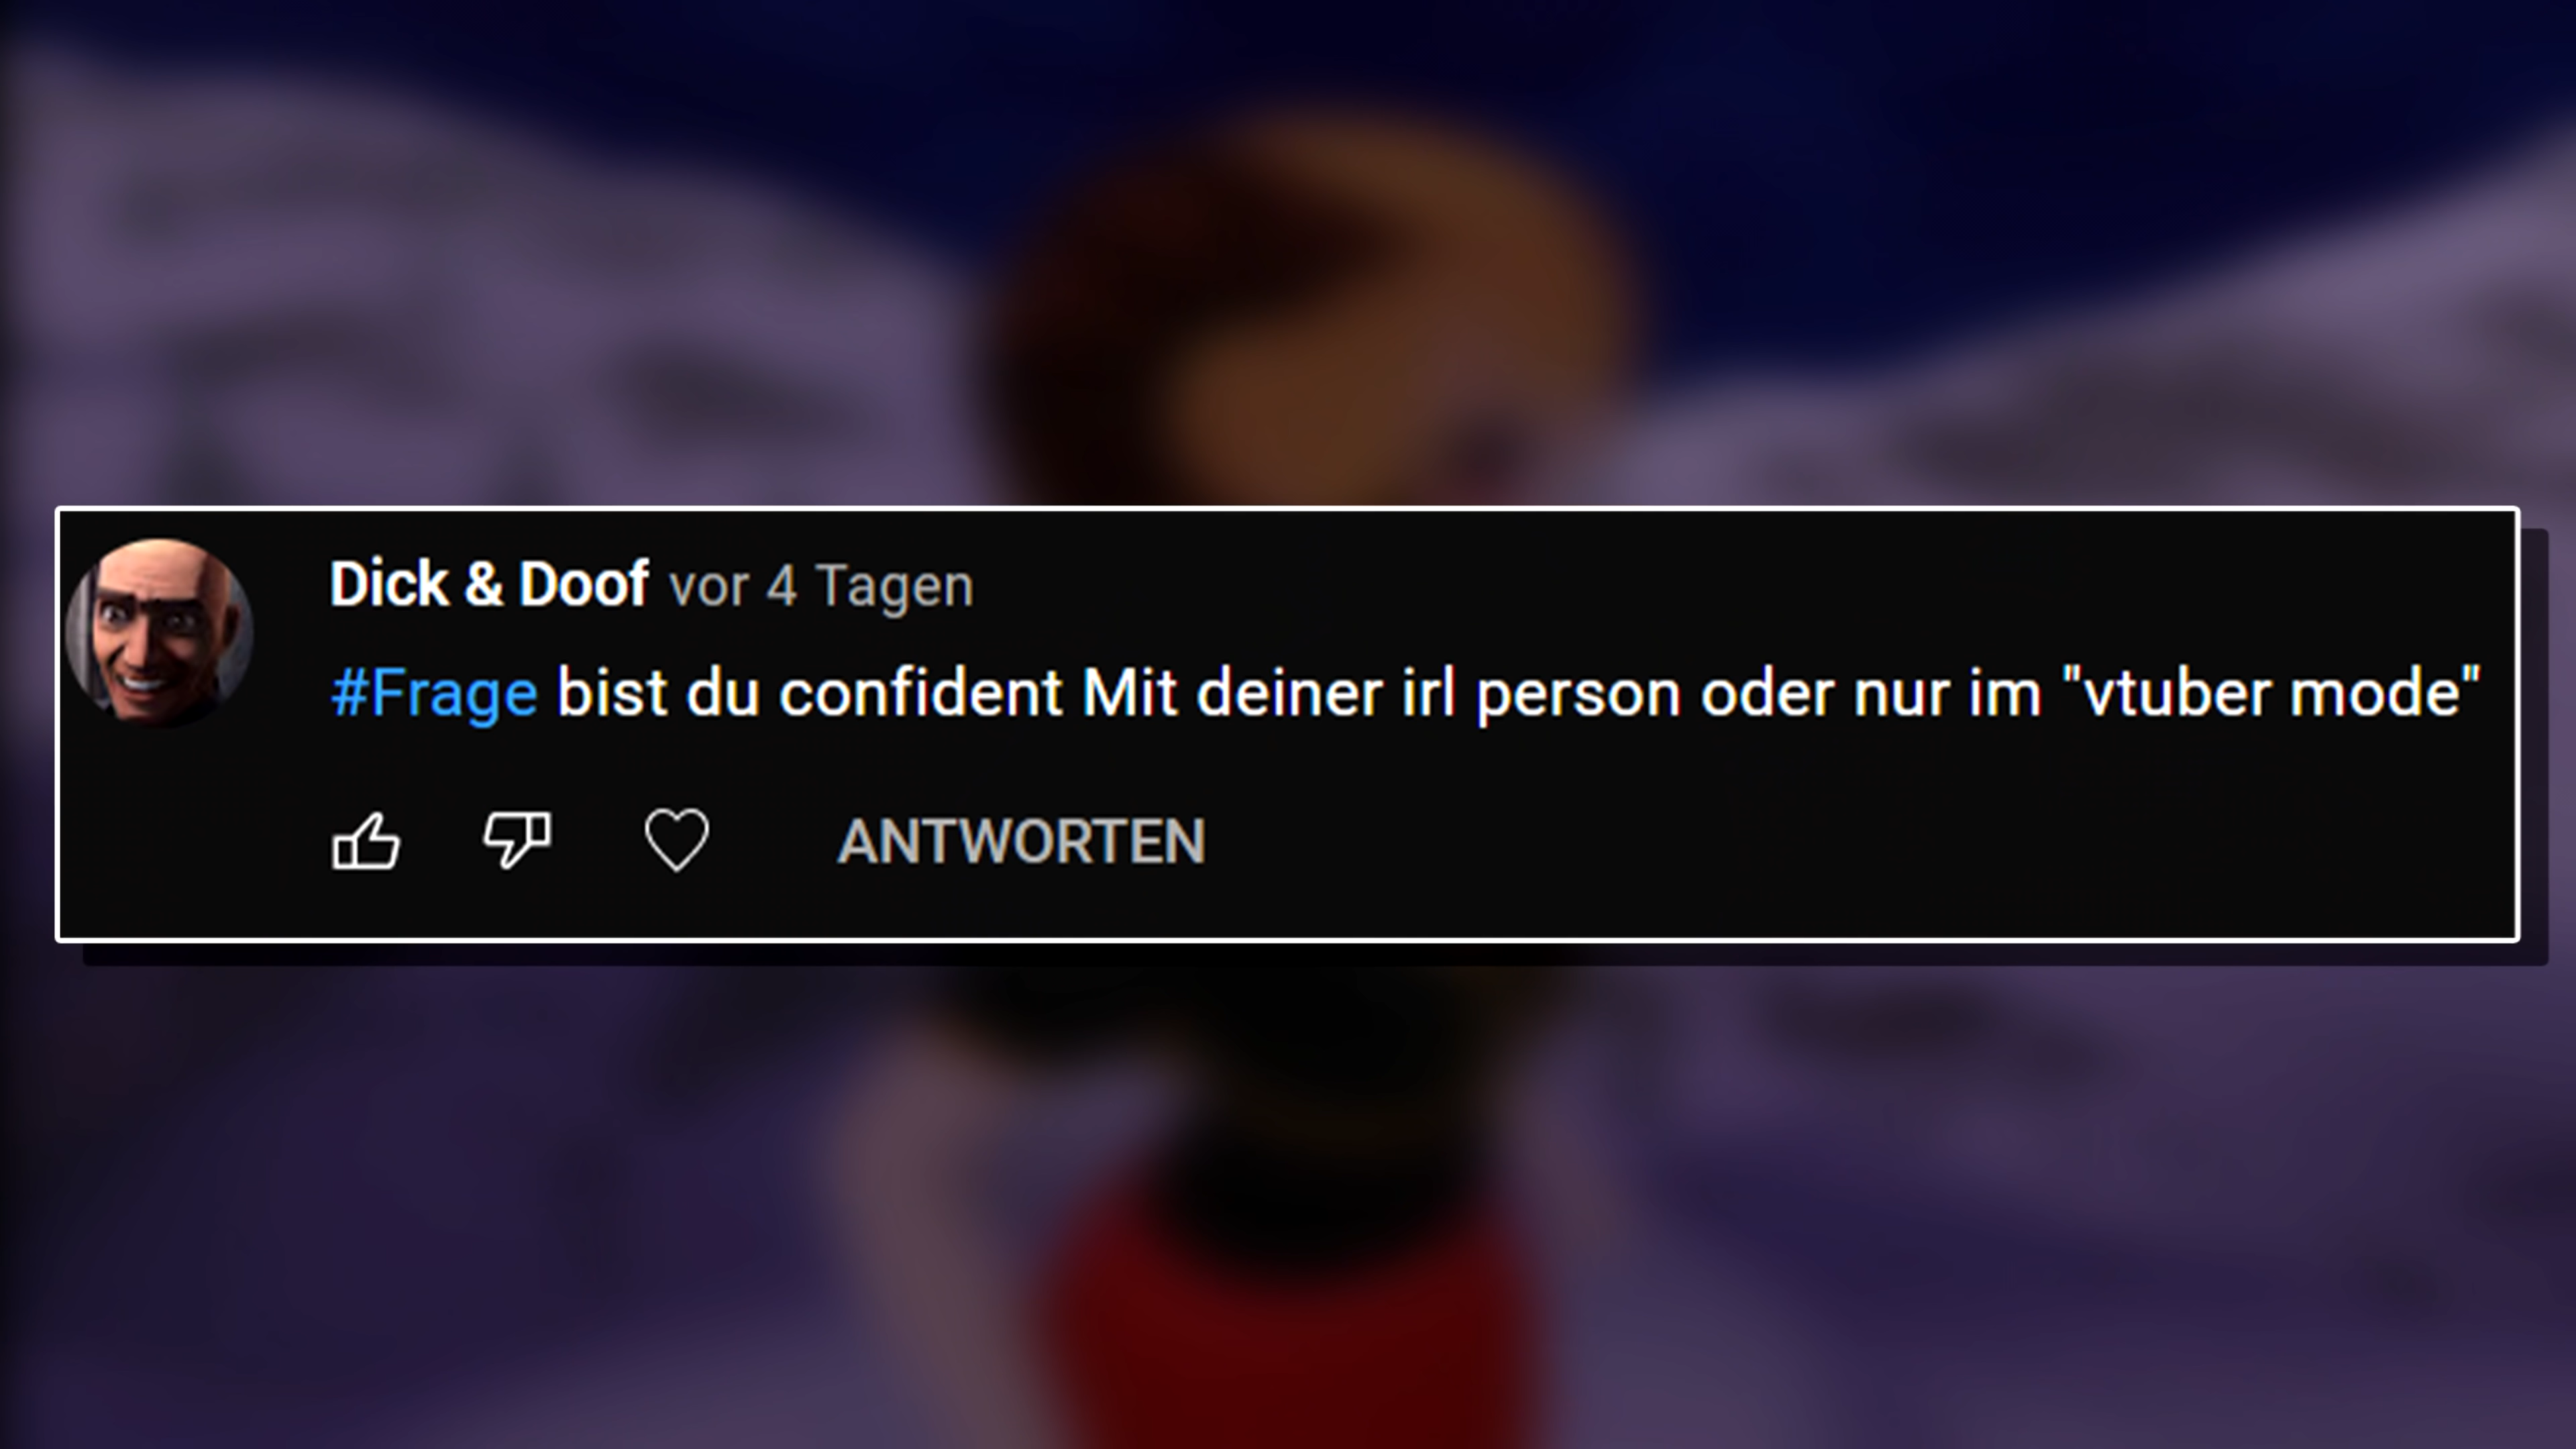 Dick & Doof vor 4 Tagen
#Frage bist du confident Mit deiner irl person oder nur im "vtuber mode"
ANTWORTEN